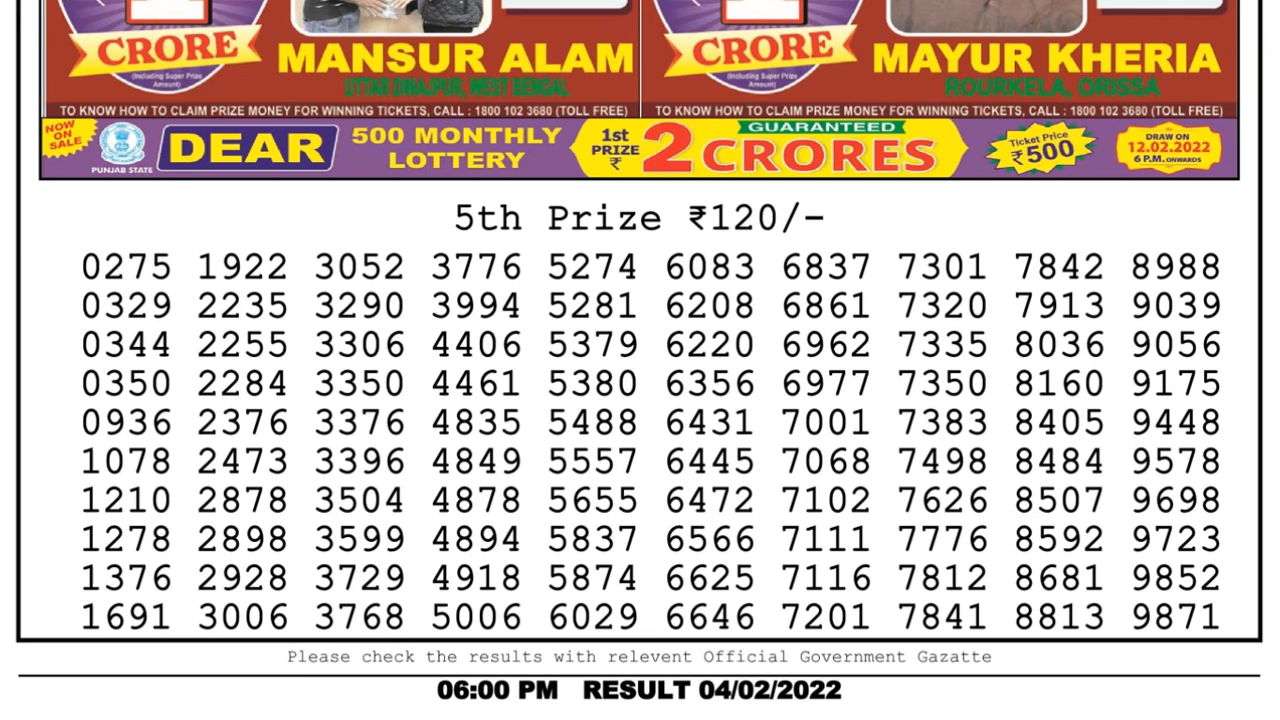 CRORE
(Including Super Prize
Amount)
MANSUR ALAM
UTTAR DINAJPUR, WEST BENGAL
TO KNOW HOW TO CLAIM PRIZE MONEY FOR WINNING TICKETS, CALL : 1800 102 3680 (TOLL FREE)
CRORE
(Including Super Prize
Amount)
MAYUR KHERIA
ROURKELA, ORISSA
TO KNOW HOW TO CLAIM PRIZE MONEY FOR WINNING TICKETS, CALL : 1800 102 3680 (TOLL FREE)
NOW
ON
SALE
PUNJAB STATE
DEAR
500 MONTHLY
LOTTERY
1st
PRIZE
₹
2 CRORES
GUARANTEED
Ticket Price
₹500
DRAW ON
12.02.2022
6 P.M. ONWARDS
5th Prize ₹120/-
0275 1922 3052 3776 5274 6083 6837 7301 7842 8988
0329 2235 3290 3994 5281 6208 6861 7320 7913 9039
0344 2255 3306 4406 5379 6220 6962 7335 8036 9056
0350 2284 3350 4461 5380 6356 6977 7350 8160 9175
0936 2376 3376 4835 5488 6431 7001 7383 8405 9448
1078 2473 3396 4849 5557 6445 7068 7498 8484 9578
1210 2878 3504 4878 5655 6472 7102 7626 8507 9698
1278 2898 3599 4894 5837 6566 7111 7776 8592 9723
1376 2928 3729 4918 5874 6625 7116 7812 8681 9852
1691 3006 3768 5006 6029 6646 7201 7841 8813 9871
Please check the results with relevent Official Government Gazatte
06:00 PM RESULT 04/02/2022